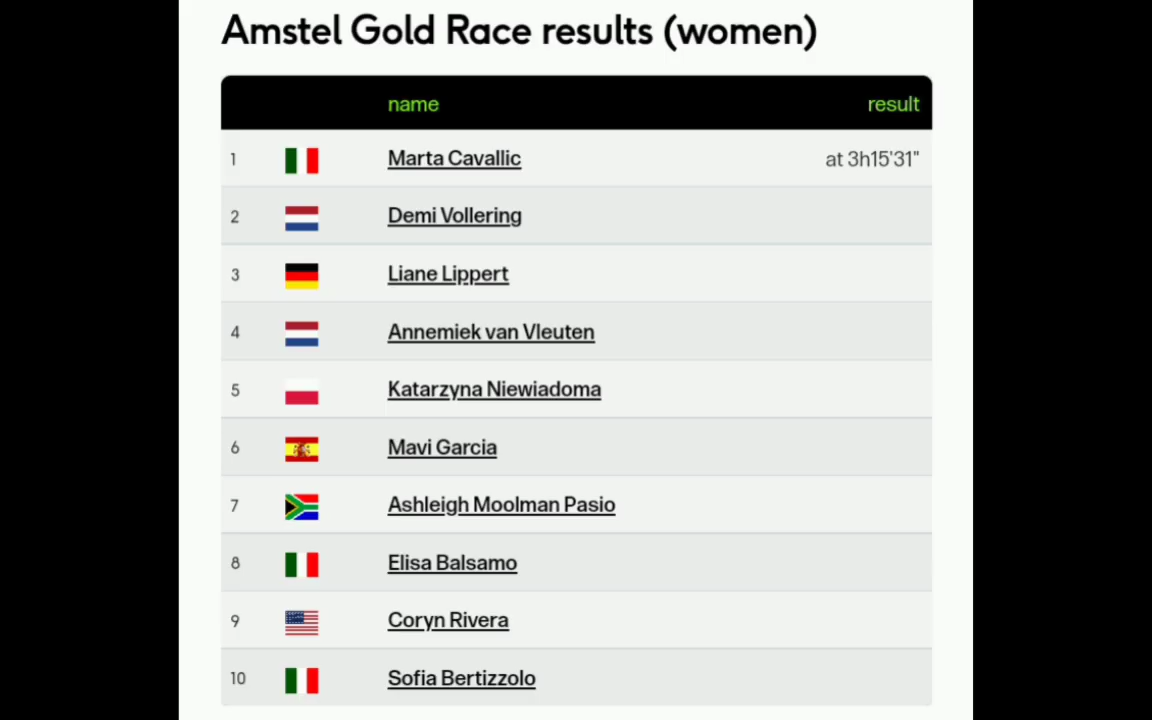 Amstel Gold Race results (women)
name result
1 Marta Cavallic at 3h15'31"
2 Demi Vollering
3 Liane Lippert
4 Annemiek van Vleuten
5 Katarzyna Niewiadoma
6 Mavi Garcia
7 Ashleigh Moolman Pasio
8 Elisa Balsamo
9 Coryn Rivera
10 Sofia Bertizzolo